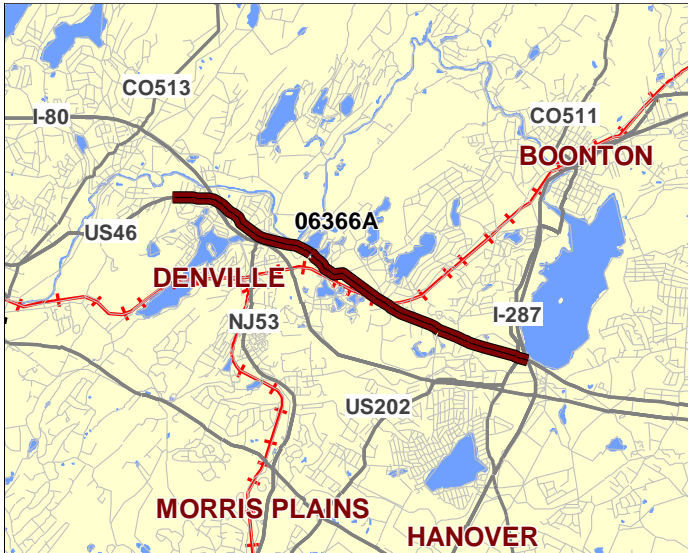 CO513
I-80
CO511
BOONTON
06366A
US46
DENVILLE
I-287
NJ53
US202
MORRIS PLAINS
HANOVER